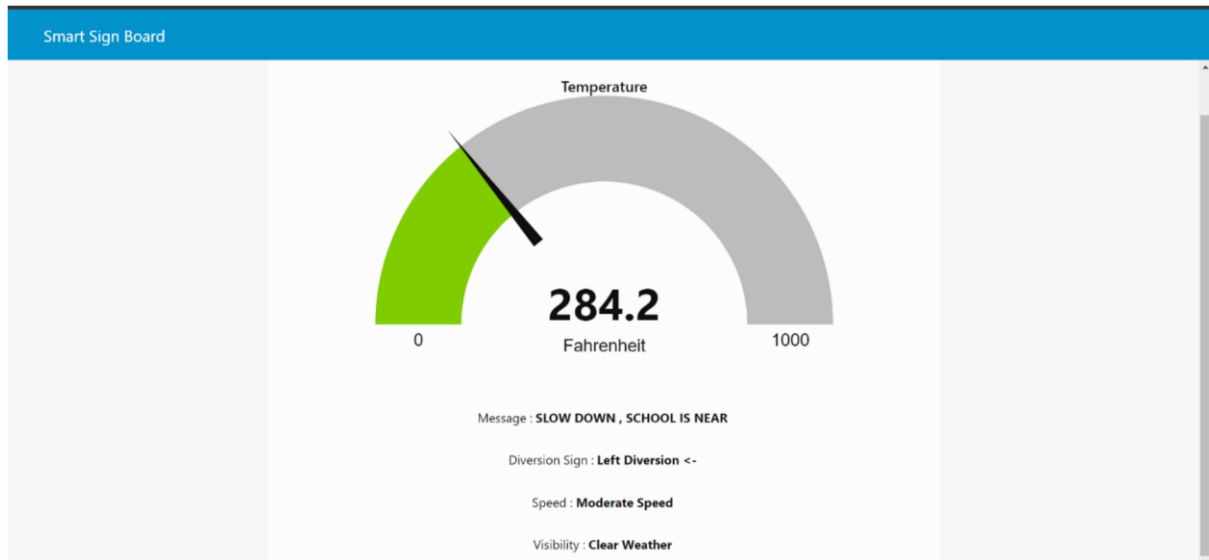 Smart Sign Board
Temperature
284.2
0
Fahrenheit
1000
Message : SLOW DOWN , SCHOOL IS NEAR
Diversion Sign : Left Diversion <-
Speed : Moderate Speed
Visibility : Clear Weather